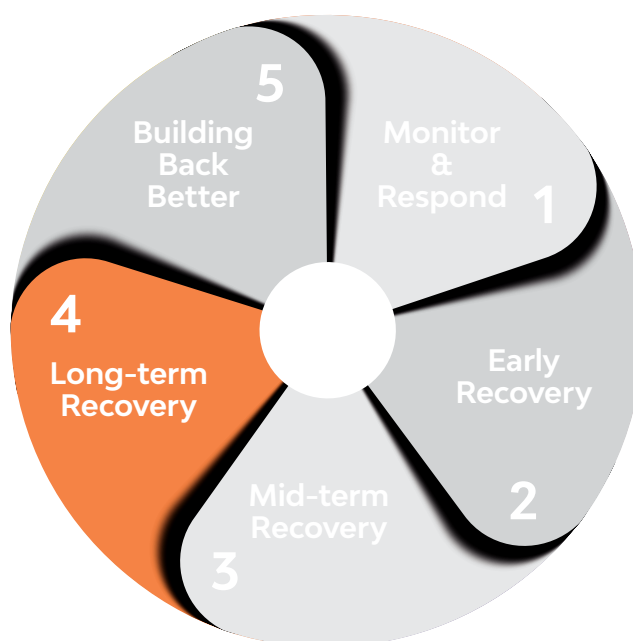 Monitor
&
Respond
1
Early
Recovery
2
Mid-term
Recovery
3
4
Long-term
Recovery
5
Building
Back
Better